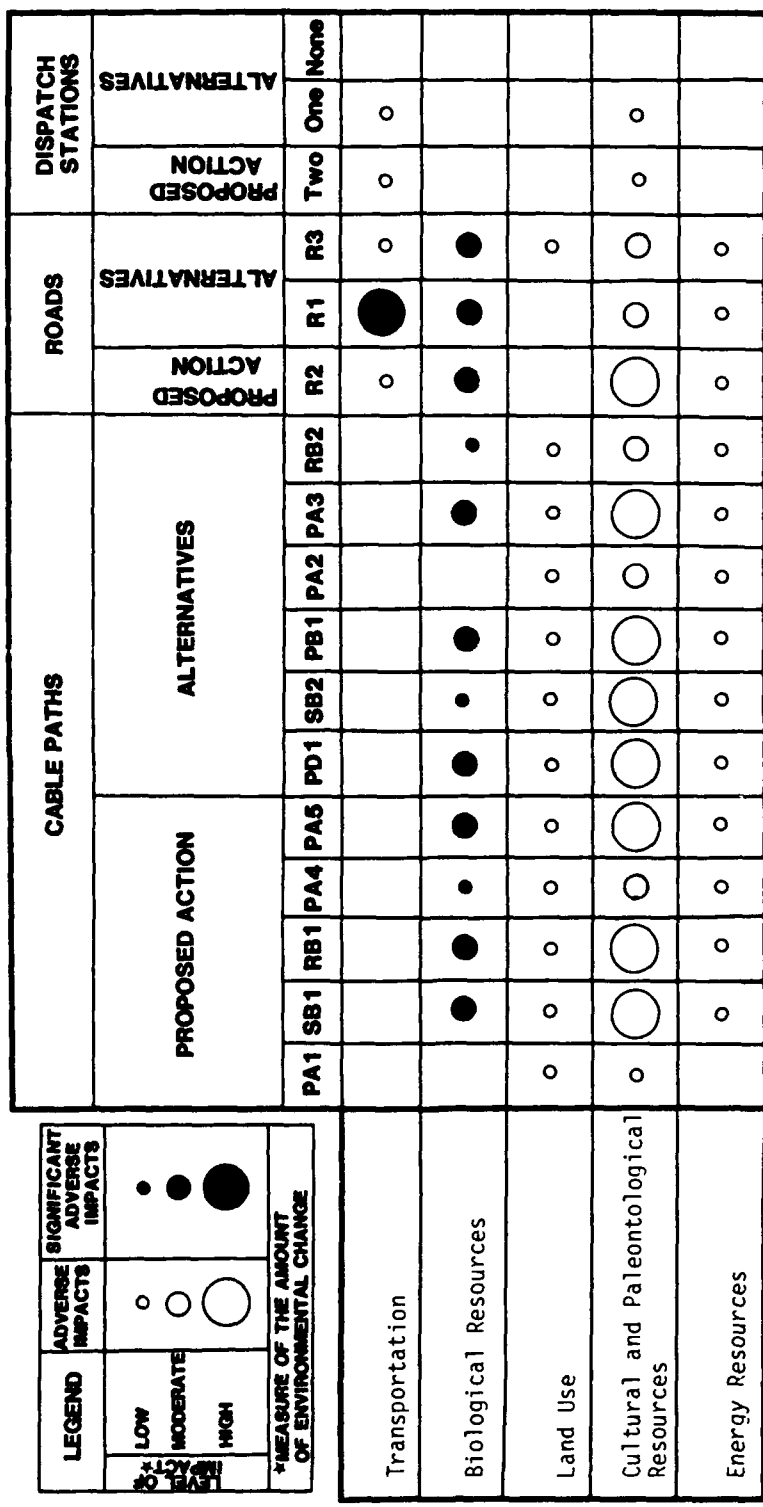 LEGEND
ADVERSE IMPACTS
SIGNIFICANT ADVERSE IMPACTS
LEVEL OF IMPACT*
LOW
MODERATE
HIGH
*MEASURE OF THE AMOUNT
OF ENVIRONMENTAL CHANGE
CABLE PATHS
ROADS
DISPATCH STATIONS
PROPOSED ACTION
ALTERNATIVES
PROPOSED ACTION
ALTERNATIVES
PROPOSED ACTION
ALTERNATIVES
PA1 SB1 RB1 PA4 PA5 PD1 SB2 PB1 PA2 PA3 RB2 R2 R1 R3 Two One None
Transportation
Biological Resources
Land Use
Cultural and Paleontological
Resources
Energy Resources